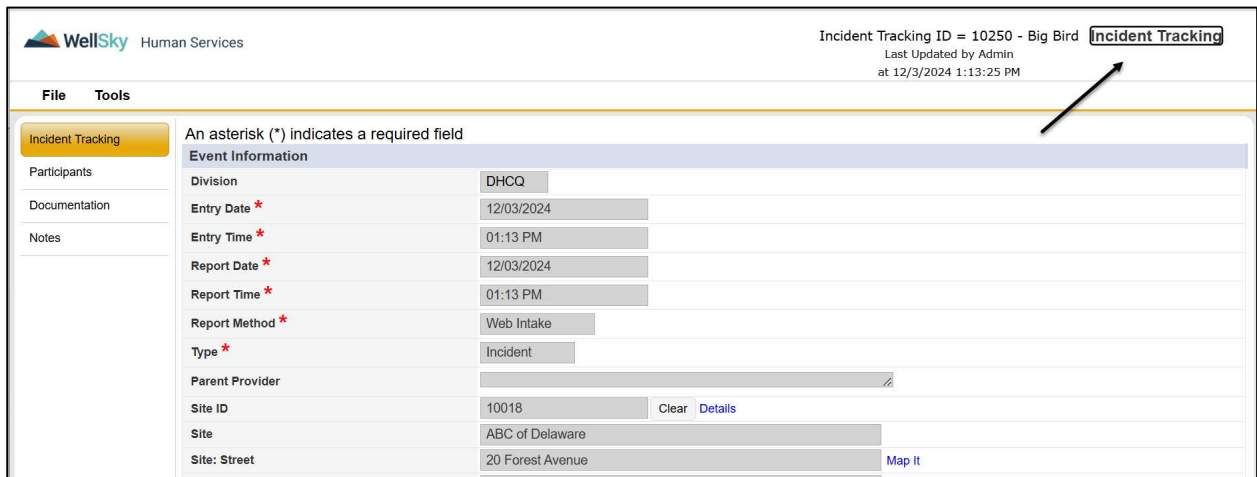 WellSky Human Services
Incident Tracking ID = 10250 - Big Bird Incident Tracking
Last Updated by Admin
at 12/3/2024 1:13:25 PM
File Tools
Incident Tracking
Participants
Documentation
Notes
An asterisk (*) indicates a required field
Event Information
Division DHCQ
Entry Date * 12/03/2024
Entry Time * 01:13 PM
Report Date * 12/03/2024
Report Time * 01:13 PM
Report Method * Web Intake
Type * Incident
Parent Provider
Site ID 10018 Clear Details
Site ABC of Delaware
Site: Street 20 Forest Avenue Map It